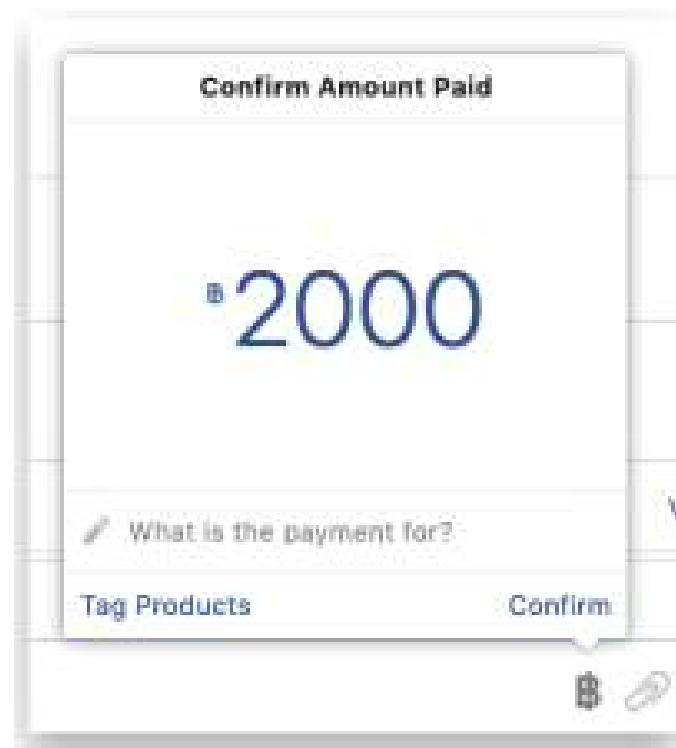 Confirm Amount Paid
฿2000
What is the payment for?
Tag Products
Confirm
฿